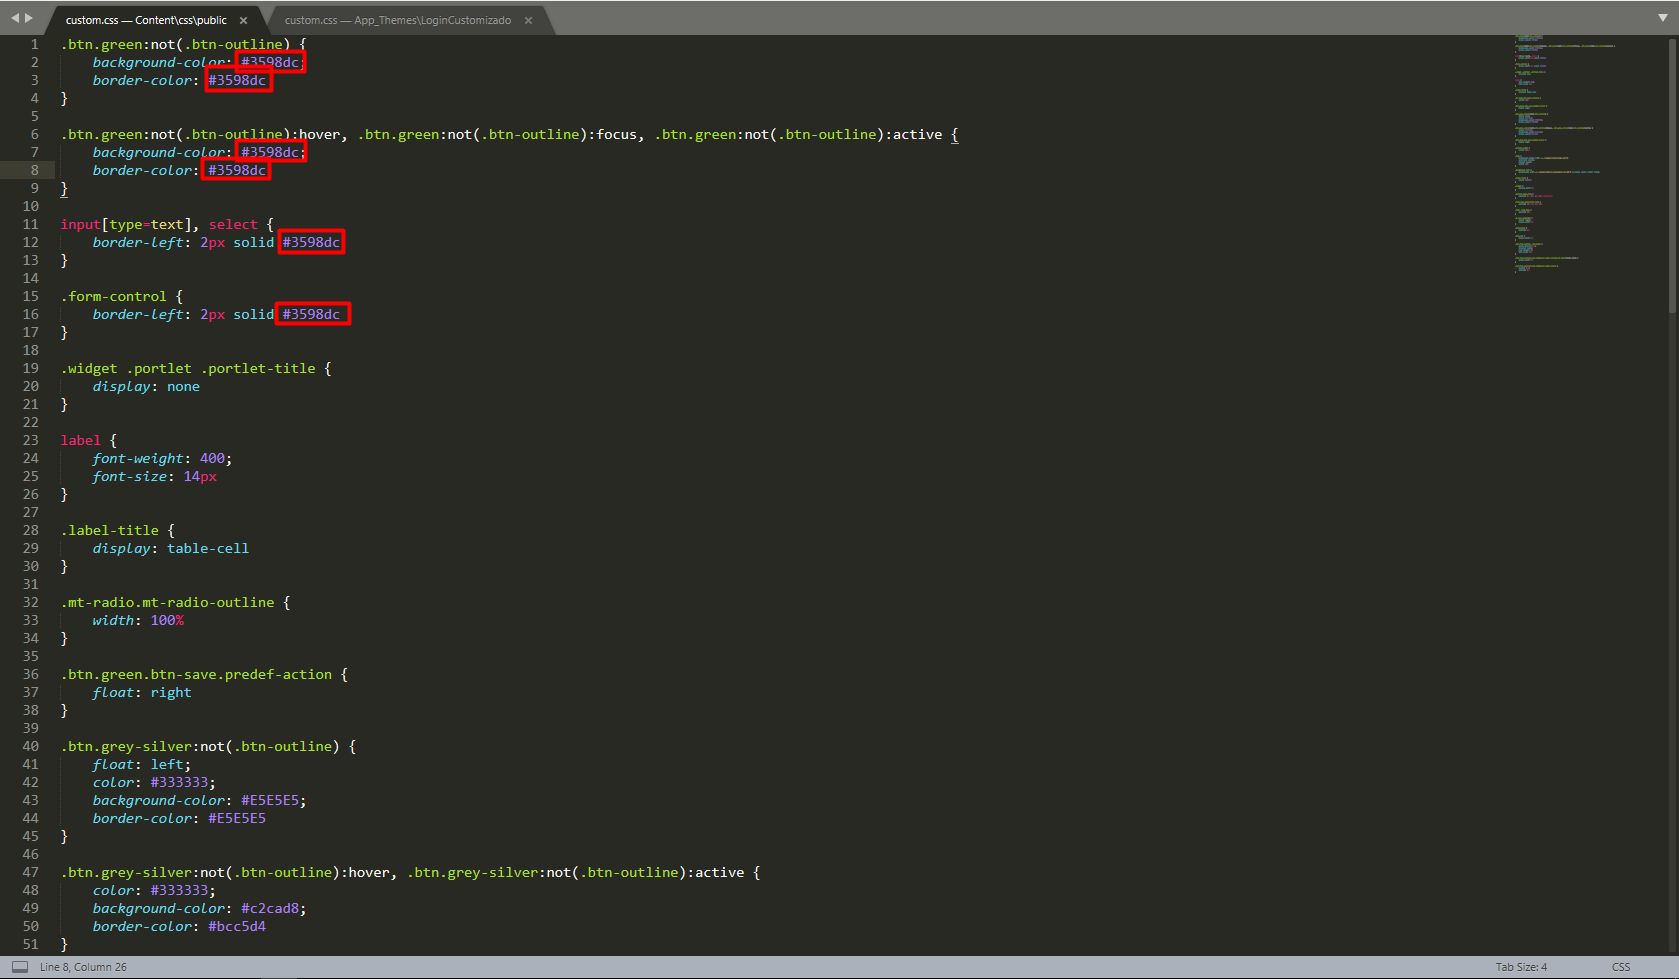 custom.css — Content\css\public ×
custom.css — App_Themes\LoginCustomizado ×
1 .btn.green:not(.btn-outline) {
2 background-color: #3598dc;
3 border-color: #3598dc
4 }
5
6 .btn.green:not(.btn-outline):hover, .btn.green:not(.btn-outline):focus, .btn.green:not(.btn-outline):active {
7 background-color: #3598dc;
8 border-color: #3598dc
9 }
10
11 input[type=text], select {
12 border-left: 2px solid #3598dc
13 }
14
15 .form-control {
16 border-left: 2px solid #3598dc
17 }
18
19 .widget .portlet .portlet-title {
20 display: none
21 }
22
23 label {
24 font-weight: 400;
25 font-size: 14px
26 }
27
28 .label-title {
29 display: table-cell
30 }
31
32 .mt-radio.mt-radio-outline {
33 width: 100%
34 }
35
36 .btn.green.btn-save.predef-action {
37 float: right
38 }
39
40 .btn.grey-silver:not(.btn-outline) {
41 float: left;
42 color: #333333;
43 background-color: #E5E5E5;
44 border-color: #E5E5E5
45 }
46
47 .btn.grey-silver:not(.btn-outline):hover, .btn.grey-silver:not(.btn-outline):active {
48 color: #333333;
49 background-color: #c2cad8;
50 border-color: #bcc5d4
51 }
Line 8, Column 26
Tab Size: 4
CSS